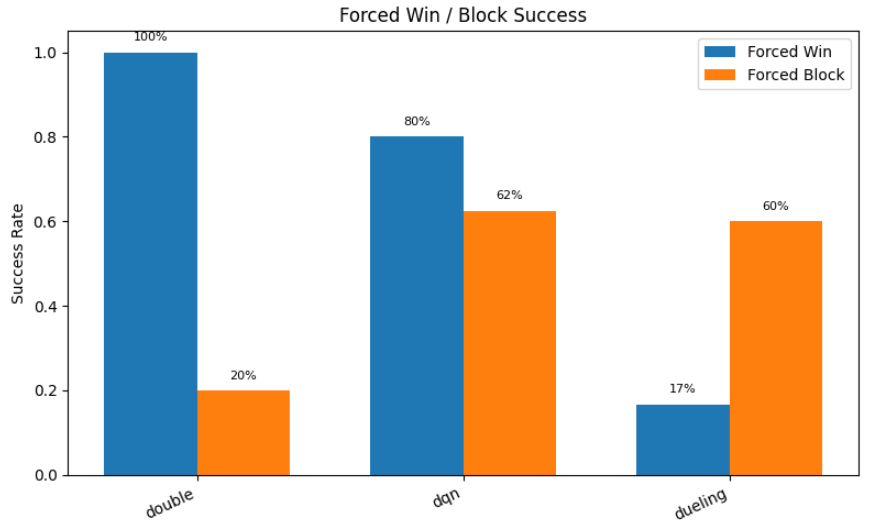 Forced Win / Block Success
Forced Win
Forced Block
Success Rate
1.0
0.8
0.6
0.4
0.2
0.0
100%
20%
80%
62%
17%
60%
double
dqn
dueling